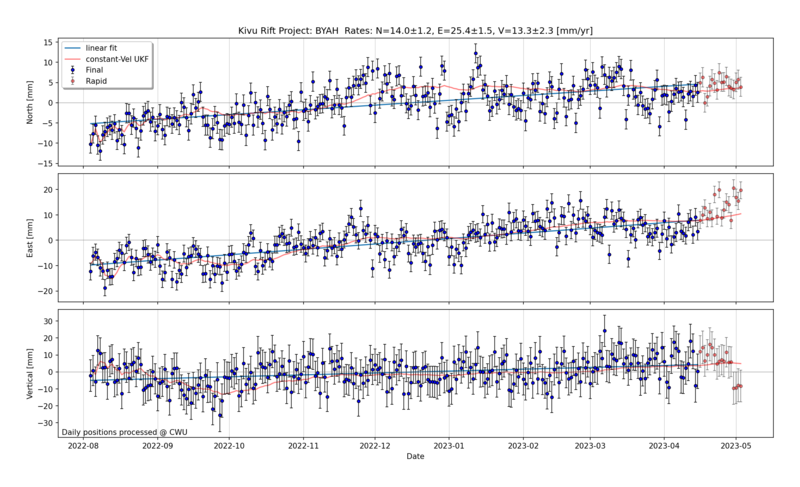 Kivu Rift Project: BYAH  Rates: N=14.0±1.2, E=25.4±1.5, V=13.3±2.3 [mm/yr]
linear fit
constant-Vel UKF
Final
Rapid
North [mm]
15
10
5
0
−5
−10
−15
East [mm]
20
10
0
−10
−20
Vertical [mm]
30
20
10
0
−10
−20
−30
Daily positions processed @ CWU
2022-08 2022-09 2022-10 2022-11 2022-12 2023-01 2023-02 2023-03 2023-04 2023-05
Date